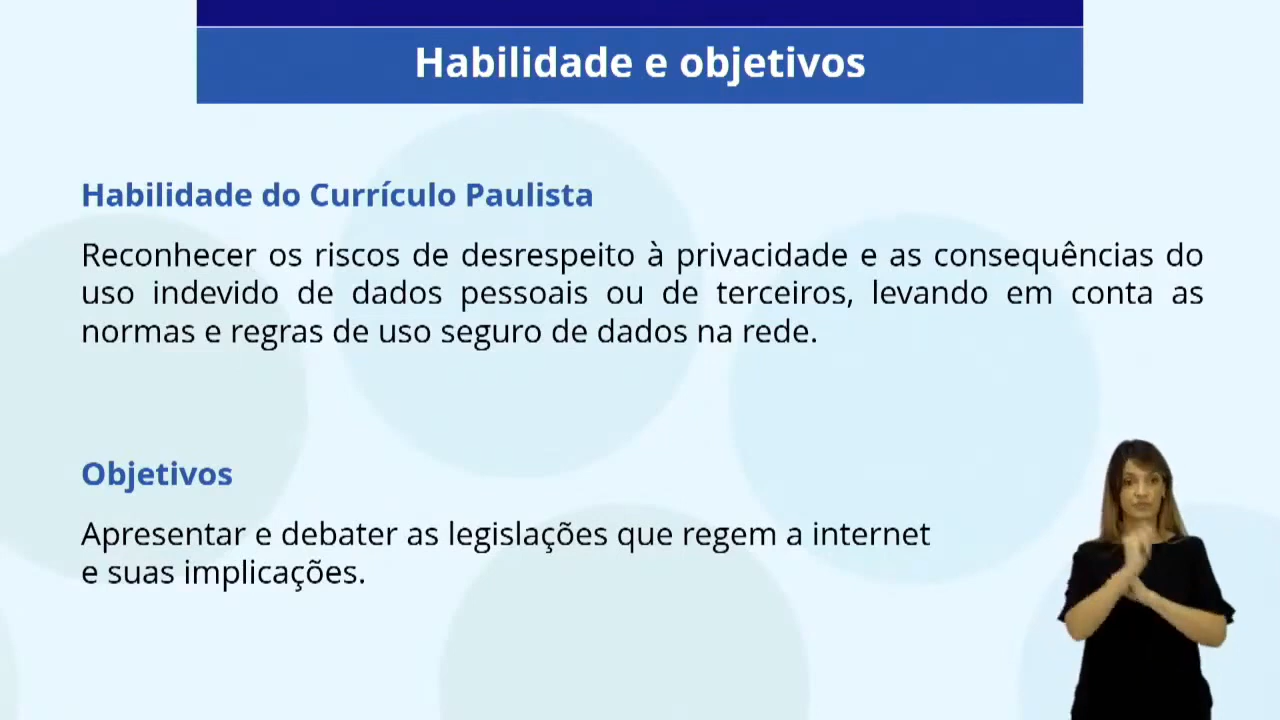 Habilidade e objetivos
Habilidade do Currículo Paulista
Reconhecer os riscos de desrespeito à privacidade e as consequências do
uso indevido de dados pessoais ou de terceiros, levando em conta as
normas e regras de uso seguro de dados na rede.
Objetivos
Apresentar e debater as legislações que regem a internet
e suas implicações.